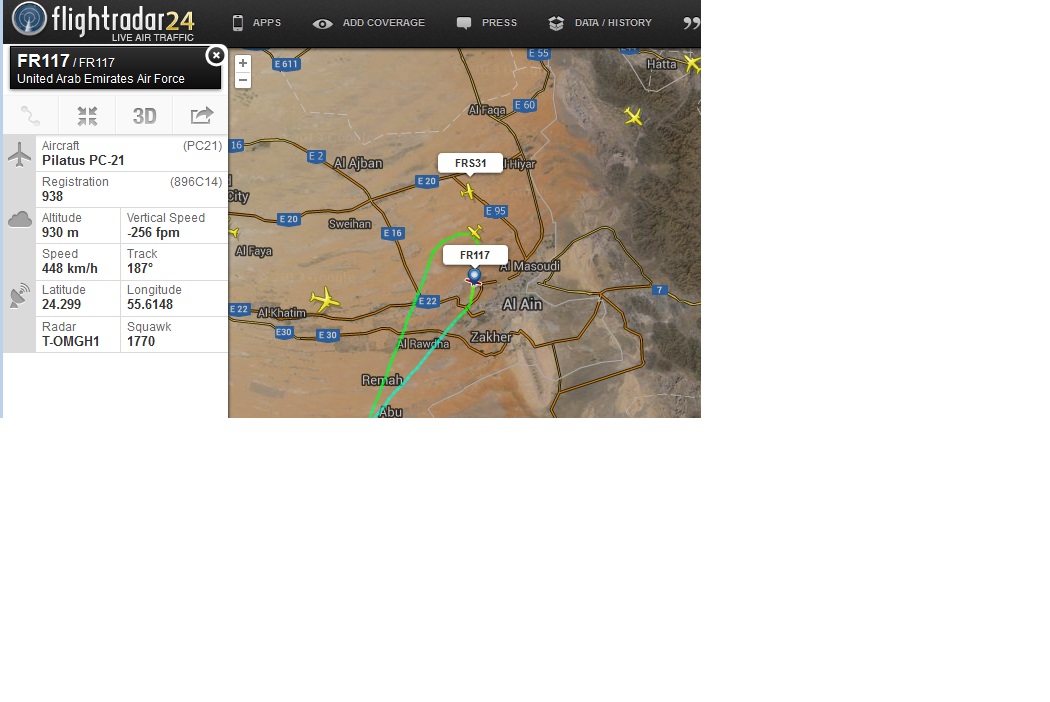 flightradar24
LIVE AIR TRAFFIC
APPS
ADD COVERAGE
PRESS
DATA / HISTORY
FR117 / FR117
United Arab Emirates Air Force
3D
Aircraft (PC21)
Pilatus PC-21
Registration (896C14)
938
Altitude
930 m
Vertical Speed
-256 fpm
Speed
448 km/h
Track
187°
Latitude
24.299
Longitude
55.6148
Radar
T-OMGH1
Squawk
1770
+
−
E 611
E 55
Hatta
Al Faqa
E 60
16
E 2
Al Ajban
FRS31
l Hiyar
E 20
City
E 20
Sweihan
E 95
E 16
Al Faya
FR117
Al Masoudi
7
E 22
Al Khatim
E 22
Al Ain
E30
E 30
Al Rawdha
Zakher
Remah
Abu